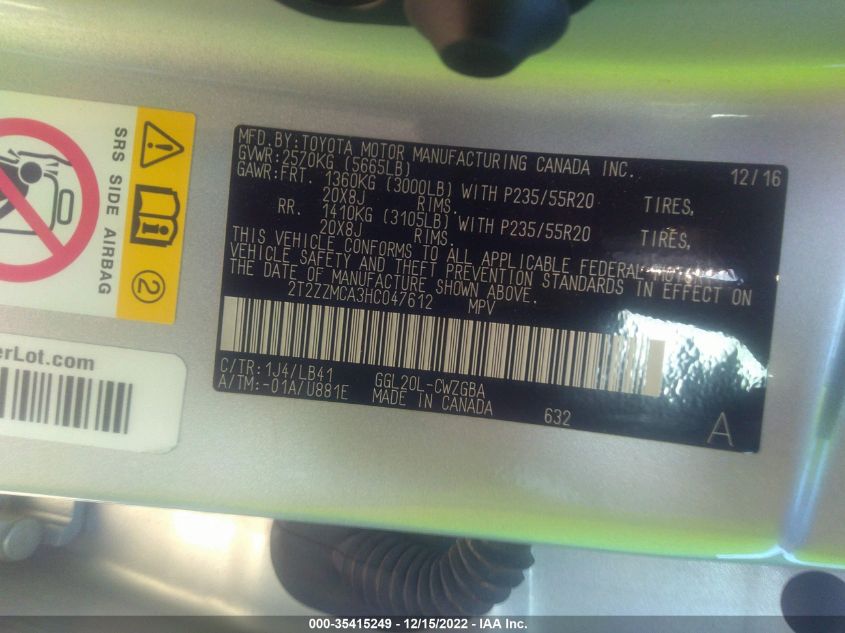 SRS SIDE AIRBAG
2
erLot.com
MFD.BY:TOYOTA MOTOR MANUFACTURING CANADA INC. 12/16
GVWR:2570KG (5665LB)
GAWR:FRT. 1360KG (3000LB) WITH P235/55R20 TIRES,
20X8J RIMS.
RR. 1410KG (3105LB) WITH P235/55R20 TIRES,
20X8J RIMS.
THIS VEHICLE CONFORMS TO ALL APPLICABLE FEDERAL
VEHICLE SAFETY AND THEFT PREVENTION STANDARDS IN EFFECT ON
THE DATE OF MANUFACTURE SHOWN ABOVE.
2T2ZZMCA3HC047612 MPV
C/TR:1J4/LB41
A/TM:-01A/U881E GGL20L-CWZGBA
MADE IN CANADA 632 A
000-35415249 - 12/15/2022 - IAA Inc.